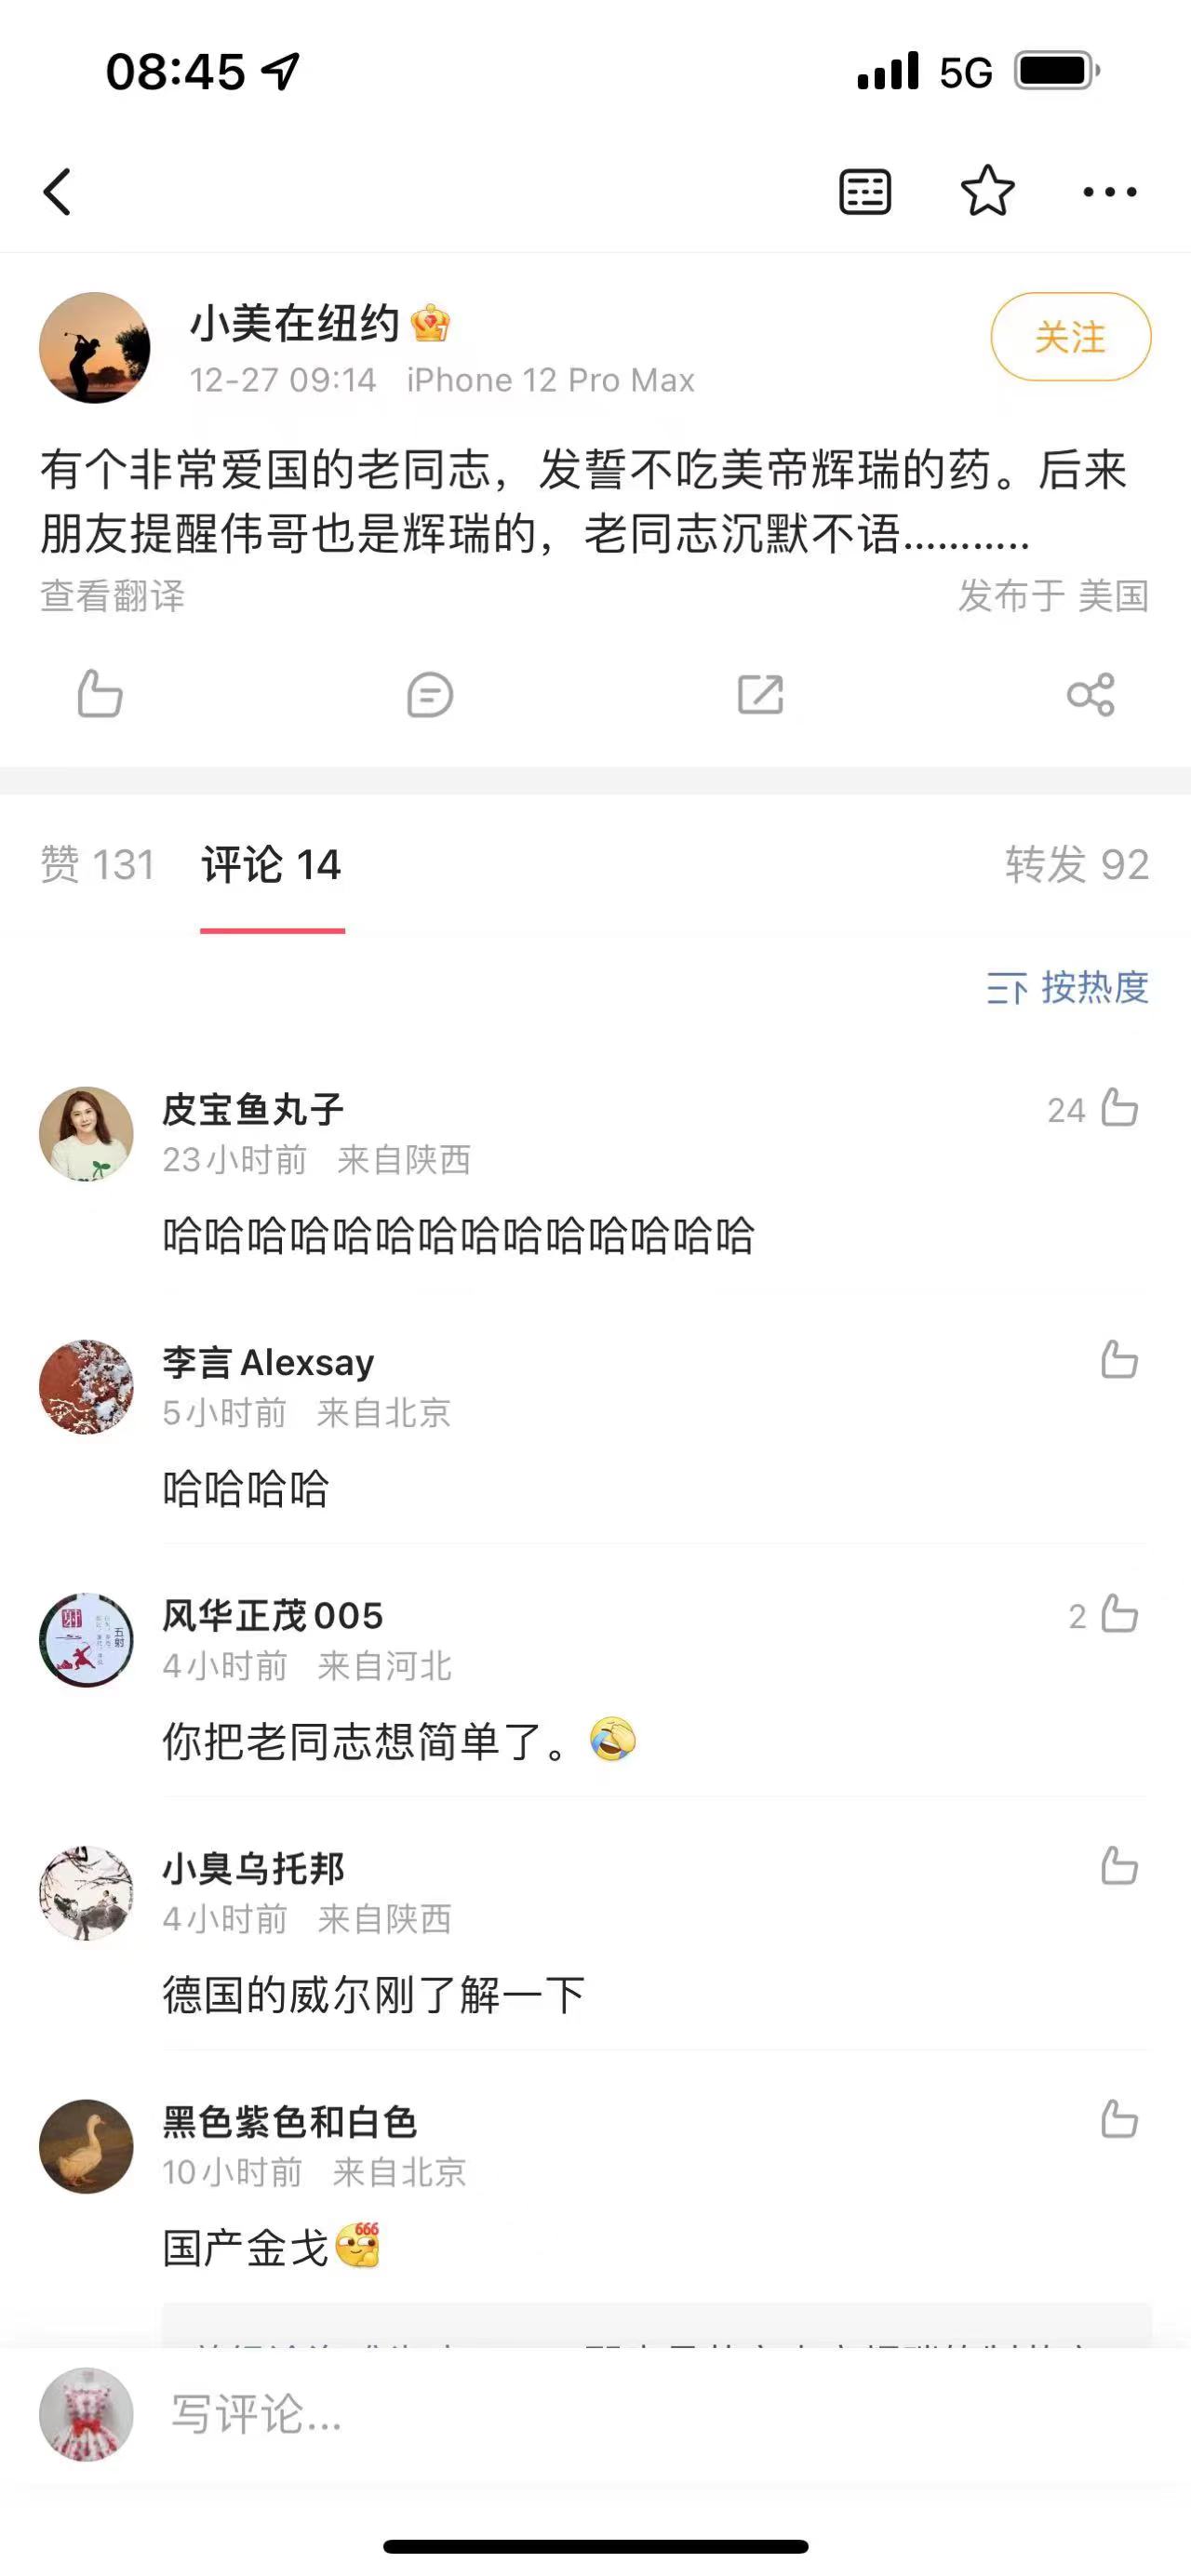 08:45
5G
小美在纽约
12-27 09:14 iPhone 12 Pro Max
关注
有个非常爱国的老同志，发誓不吃美帝辉瑞的药。后来
朋友提醒伟哥也是辉瑞的，老同志沉默不语...........
查看翻译
发布于 美国
赞 131
评论 14
转发 92
按热度
皮宝鱼丸子
24
23小时前 来自陕西
哈哈哈哈哈哈哈哈哈哈哈哈哈哈
李言Alexsay
5小时前 来自北京
哈哈哈哈
风华正茂005
2
4小时前 来自河北
你把老同志想简单了。
小臭乌托邦
4小时前 来自陕西
德国的威尔刚了解一下
黑色紫色和白色
10小时前 来自北京
国产金戈
写评论...